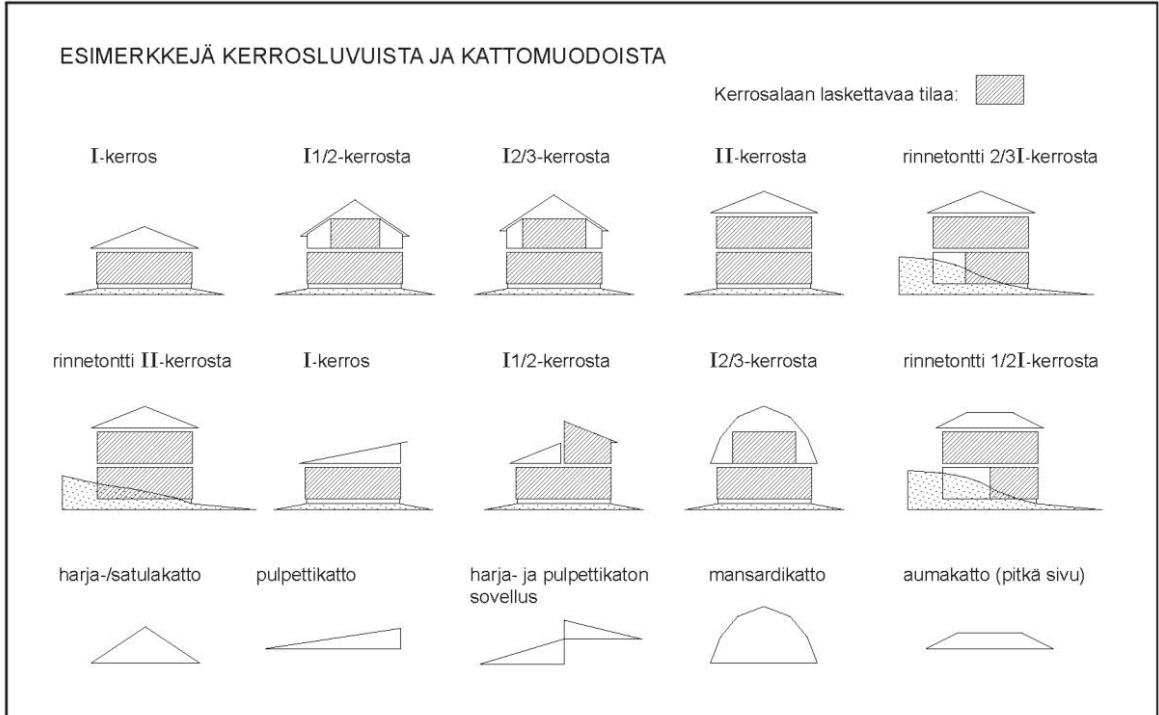 ESIMERKKEJÄ KERROSLUVUISTA JA KATTOMUODOISTA
Kerrosalaan laskettavaa tilaa:
I-kerros
I1/2-kerrosta
I2/3-kerrosta
II-kerrosta
rinnetontti 2/3I-kerrosta
rinnetontti II-kerrosta
I-kerros
I1/2-kerrosta
I2/3-kerrosta
rinnetontti 1/2I-kerrosta
harja-/satulakatto
pulpettikatto
harja- ja pulpettikaton
sovellus
mansardikatto
aumakatto (pitkä sivu)